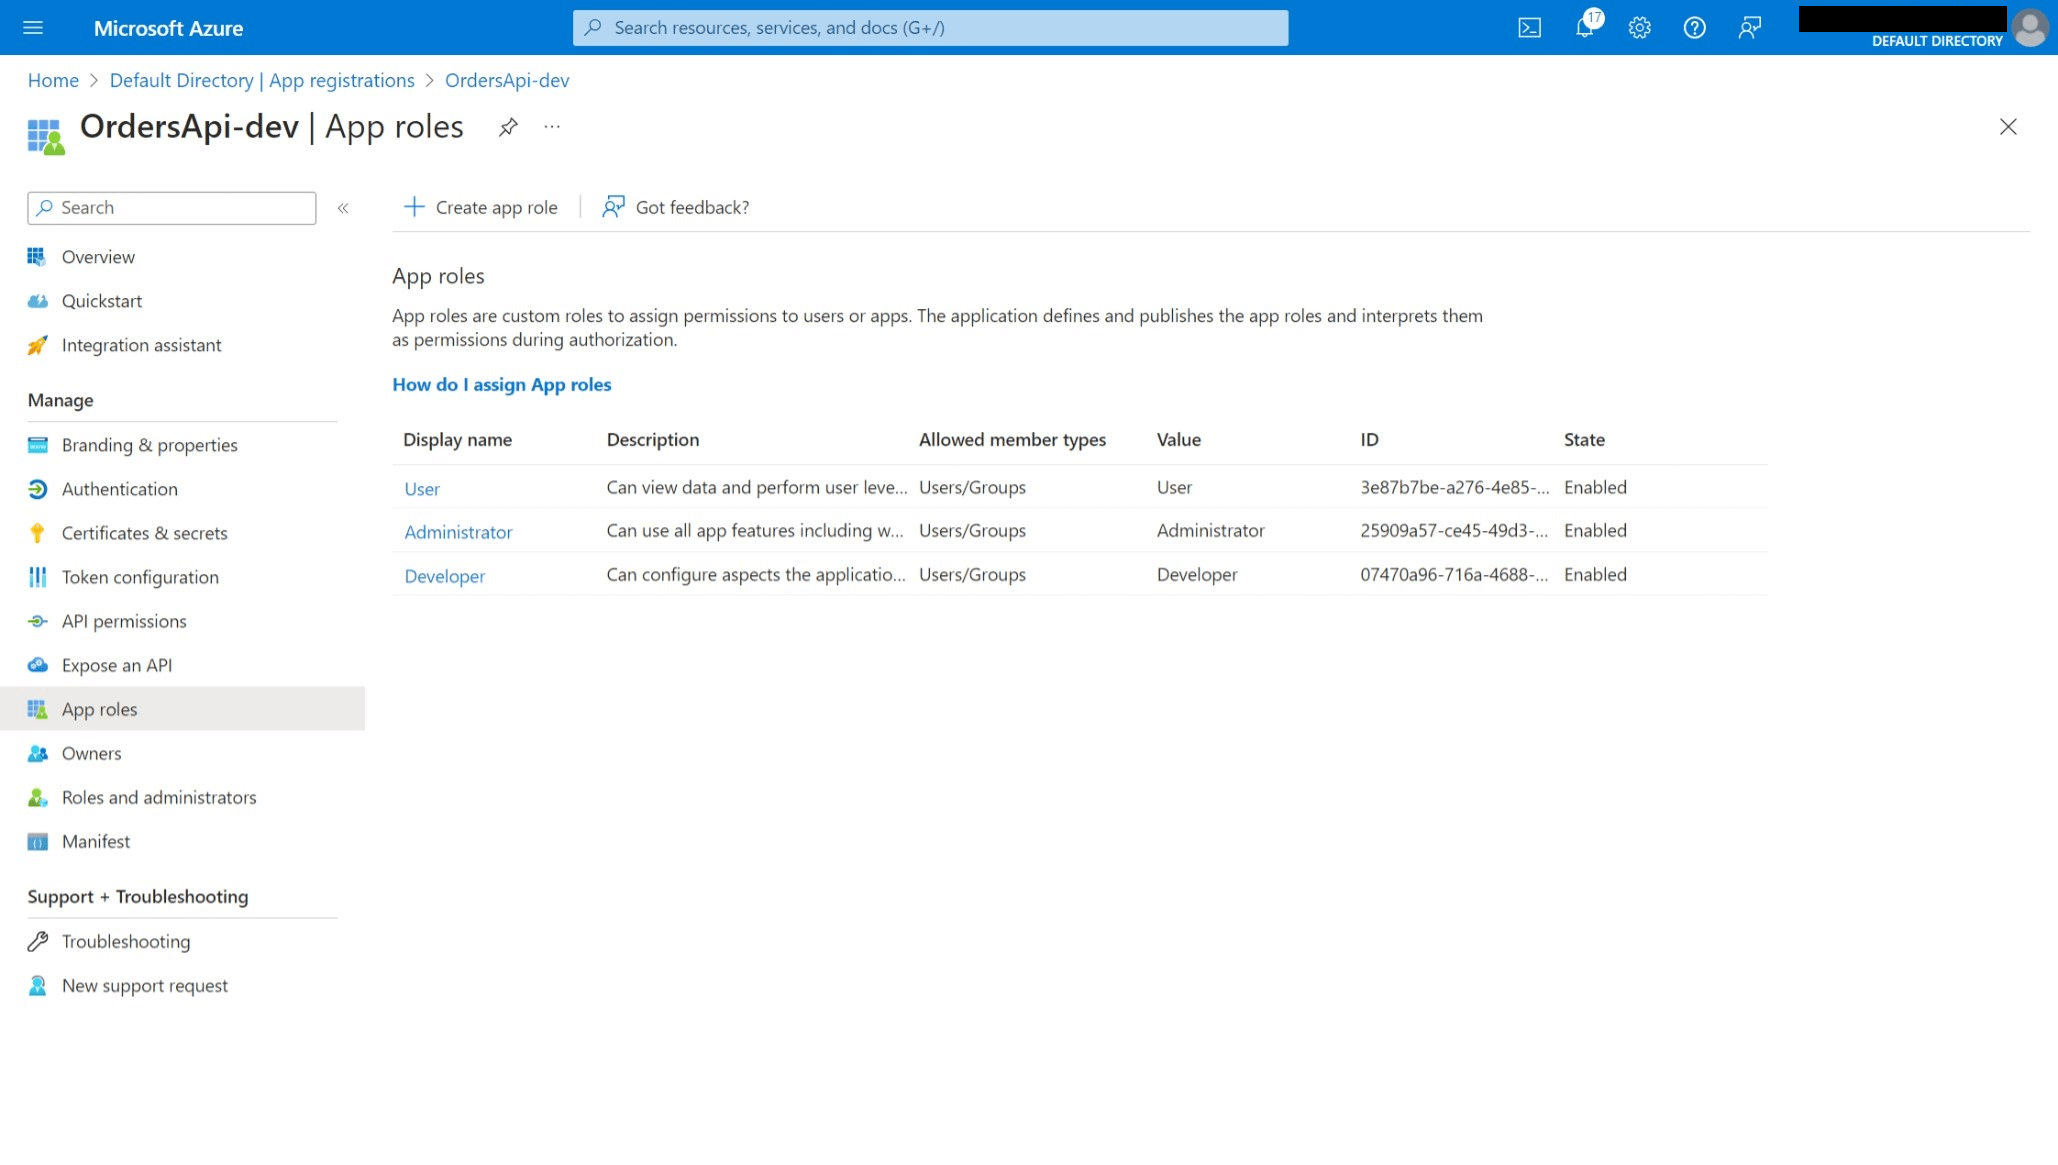 Microsoft Azure
Search resources, services, and docs (G+/)
17
DEFAULT DIRECTORY
Home > Default Directory | App registrations > OrdersApi-dev
OrdersApi-dev | App roles
Search
Overview
Quickstart
Integration assistant
Manage
Branding & properties
Authentication
Certificates & secrets
Token configuration
API permissions
Expose an API
App roles
Owners
Roles and administrators
Manifest
Support + Troubleshooting
Troubleshooting
New support request
Create app role
Got feedback?
App roles
App roles are custom roles to assign permissions to users or apps. The application defines and publishes the app roles and interprets them
as permissions during authorization.
How do I assign App roles
Display name Description Allowed member types Value ID State
User Can view data and perform user leve... Users/Groups User 3e87b7be-a276-4e85-... Enabled
Administrator Can use all app features including w... Users/Groups Administrator 25909a57-ce45-49d3-... Enabled
Developer Can configure aspects the applicatio... Users/Groups Developer 07470a96-716a-4688-... Enabled